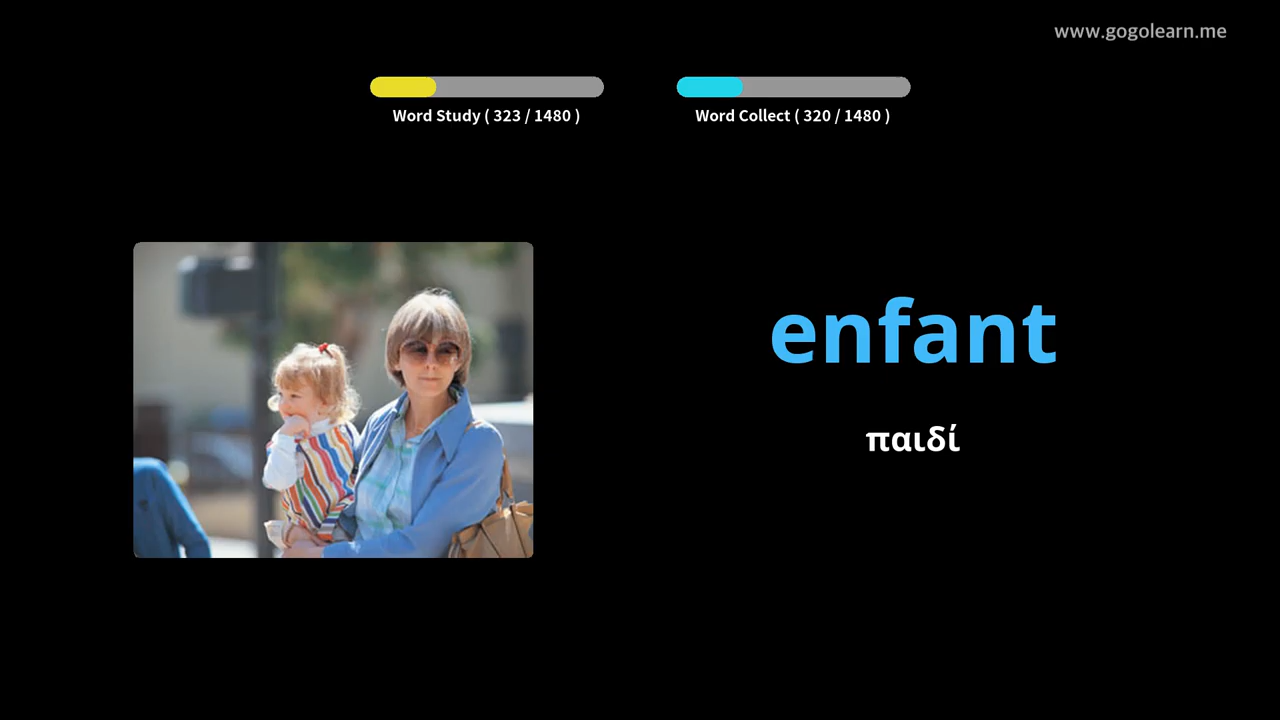 www.gogolearn.me
Word Study ( 323 / 1480 )
Word Collect ( 320 / 1480 )
enfant
παιδί